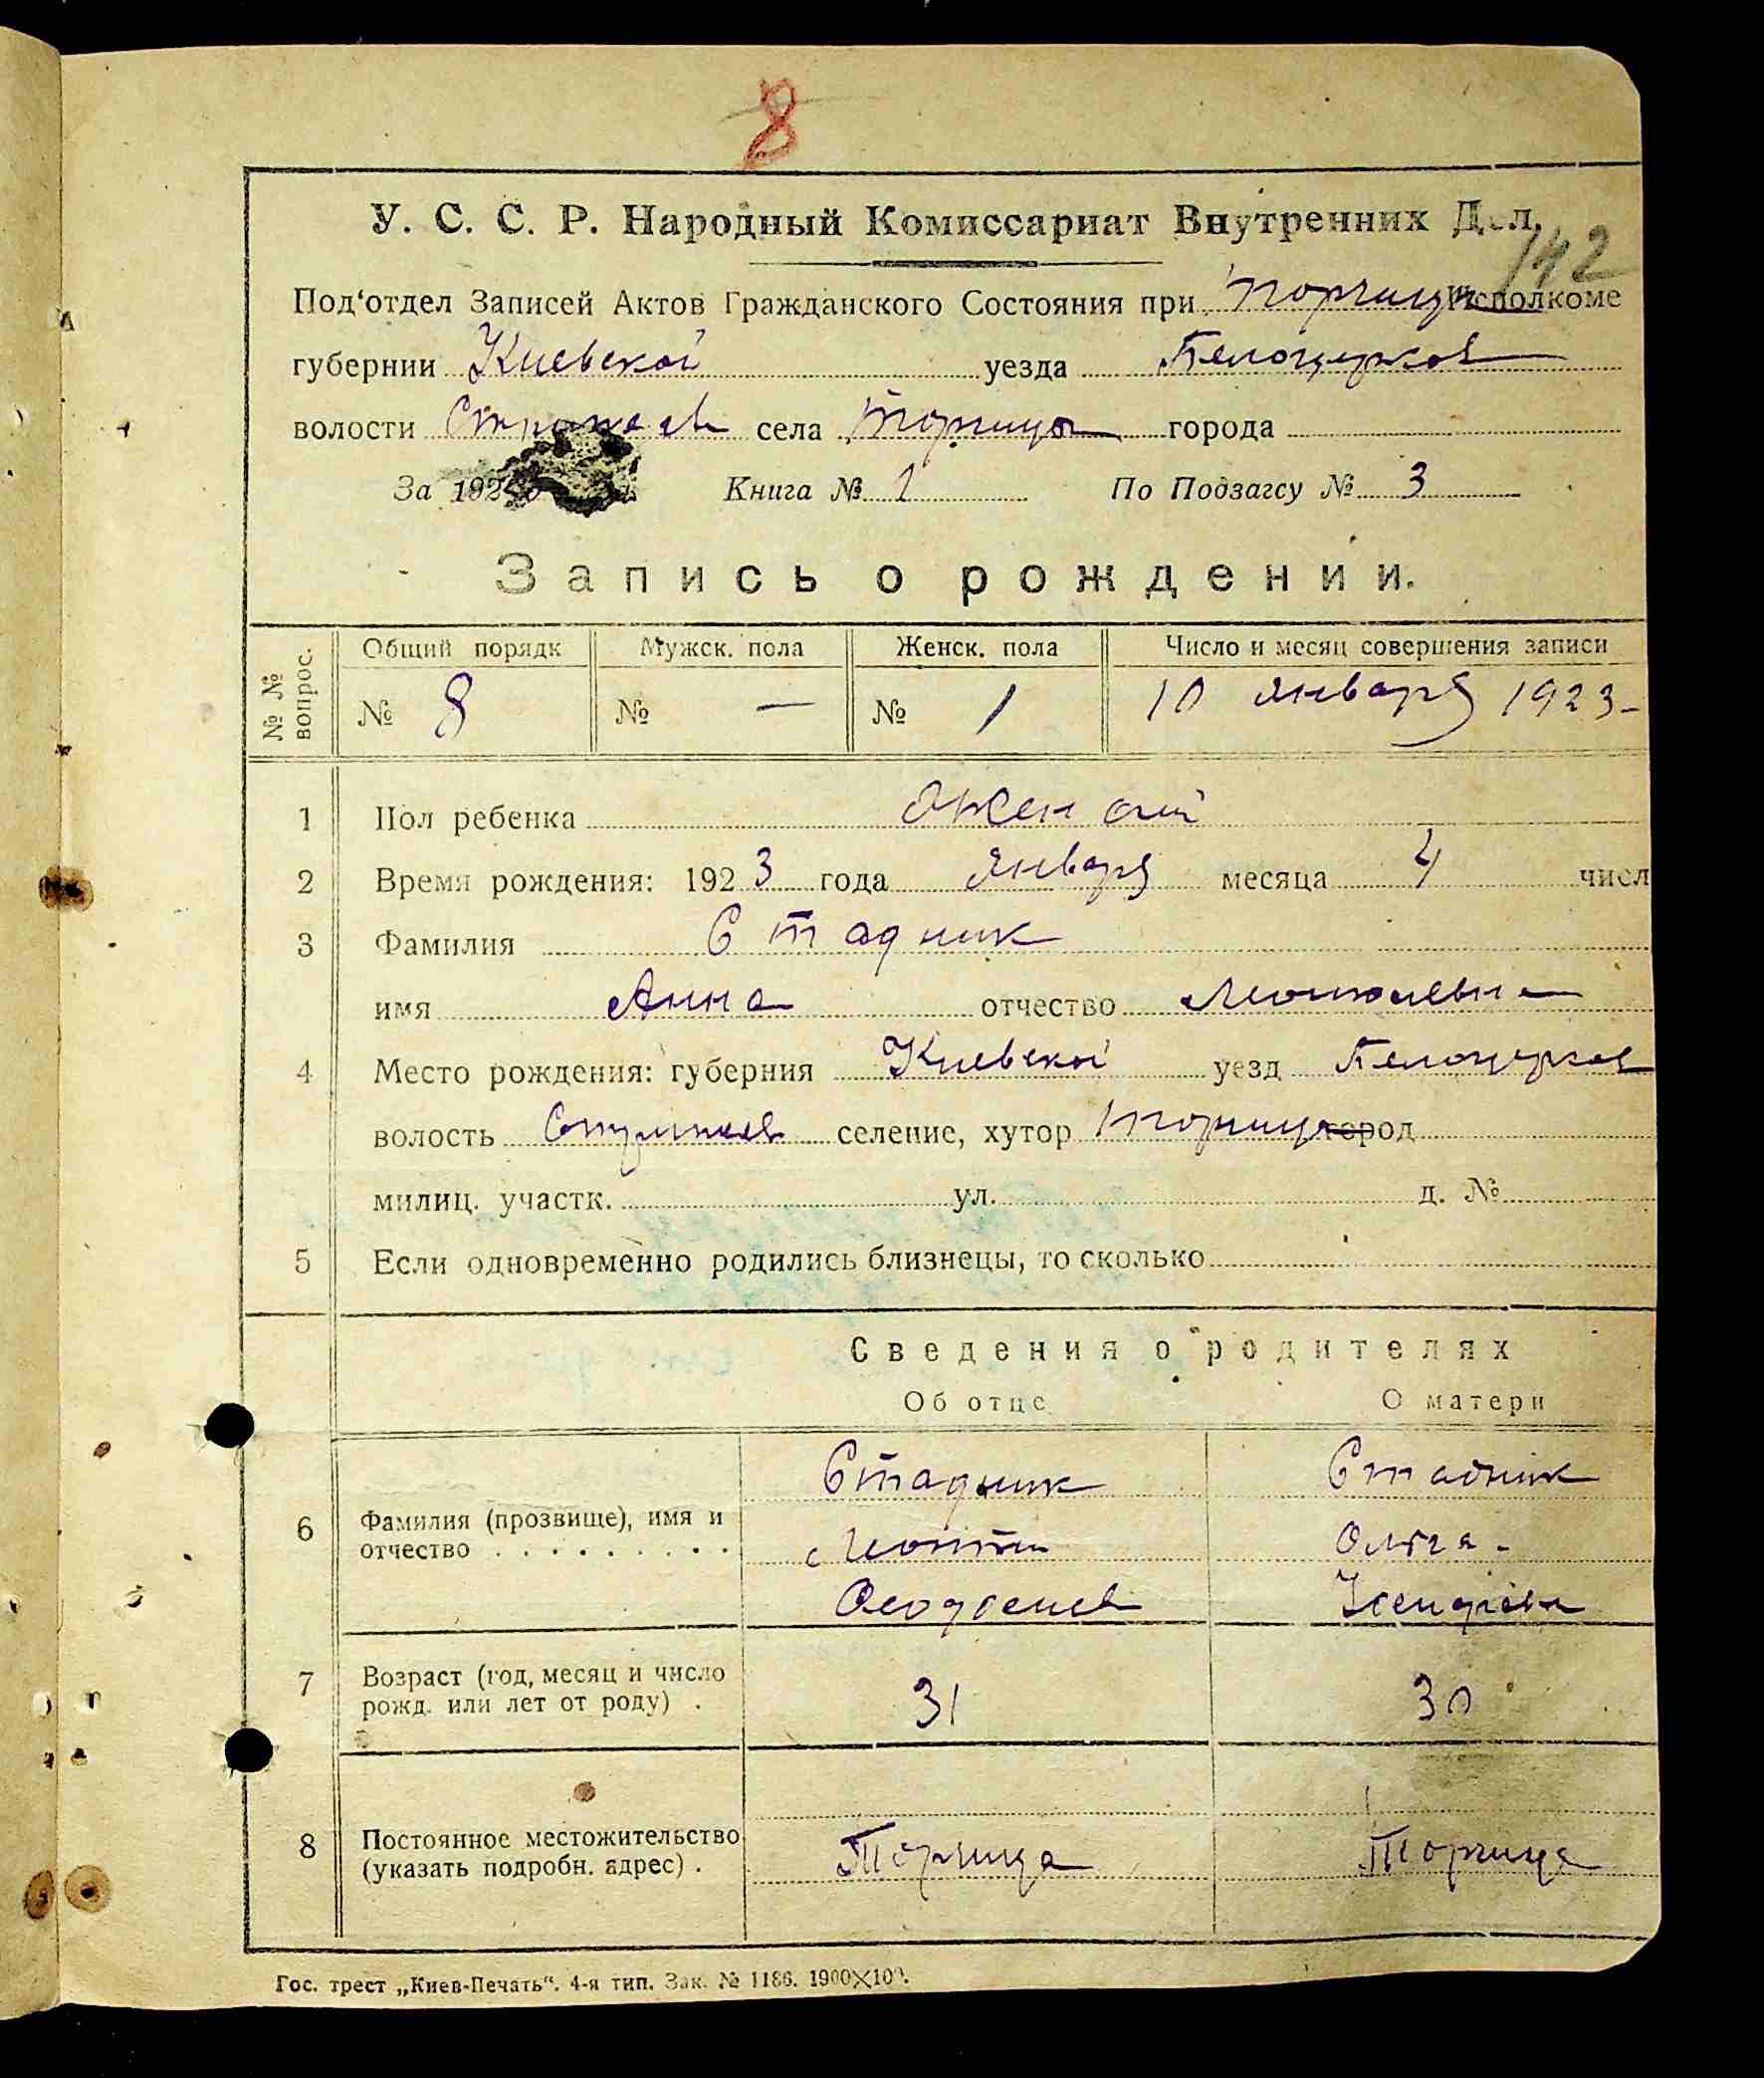 8
У. С. С. Р. Народный Комиссариат Внутренних Дел.
142
Под‘отдел Записей Актов Гражданского Состояния при Торчиц Исполкоме
губернии Киевской уезда Белоцерков
волости села Торчица города
За 192 Книга № 1 По Подзагсу № 3
Запись о рождении.
№ № вопрос. Общий порядк Мужск. пола Женск. пола Число и месяц совершения записи
№ 8 № — № 1 10 Января 1923-
1 Пол ребенка Женский
2 Время рождения: 192 3 года Января месяца 4 числ
3 Фамилия Стадник
имя Анна отчество
4 Место рождения: губерния Киевской уезд Белоцерков
волость селение, хутор Торчица город
милиц. участк. ул. д. №
5 Если одновременно родились близнецы, то сколько
Сведения о родителях
Об отце О матери
Стадник Стадник
6 Фамилия (прозвище), имя и
отчество Ольга -
7 Возраст (год, месяц и число
рожд. или лет от роду) . 31 30
8 Постоянное местожительство
(указать подробн. адрес) . Торчица Торчица
Гос. трест „Киев-Печать“. 4-я тип. Зак. № 1186. 1900×100.